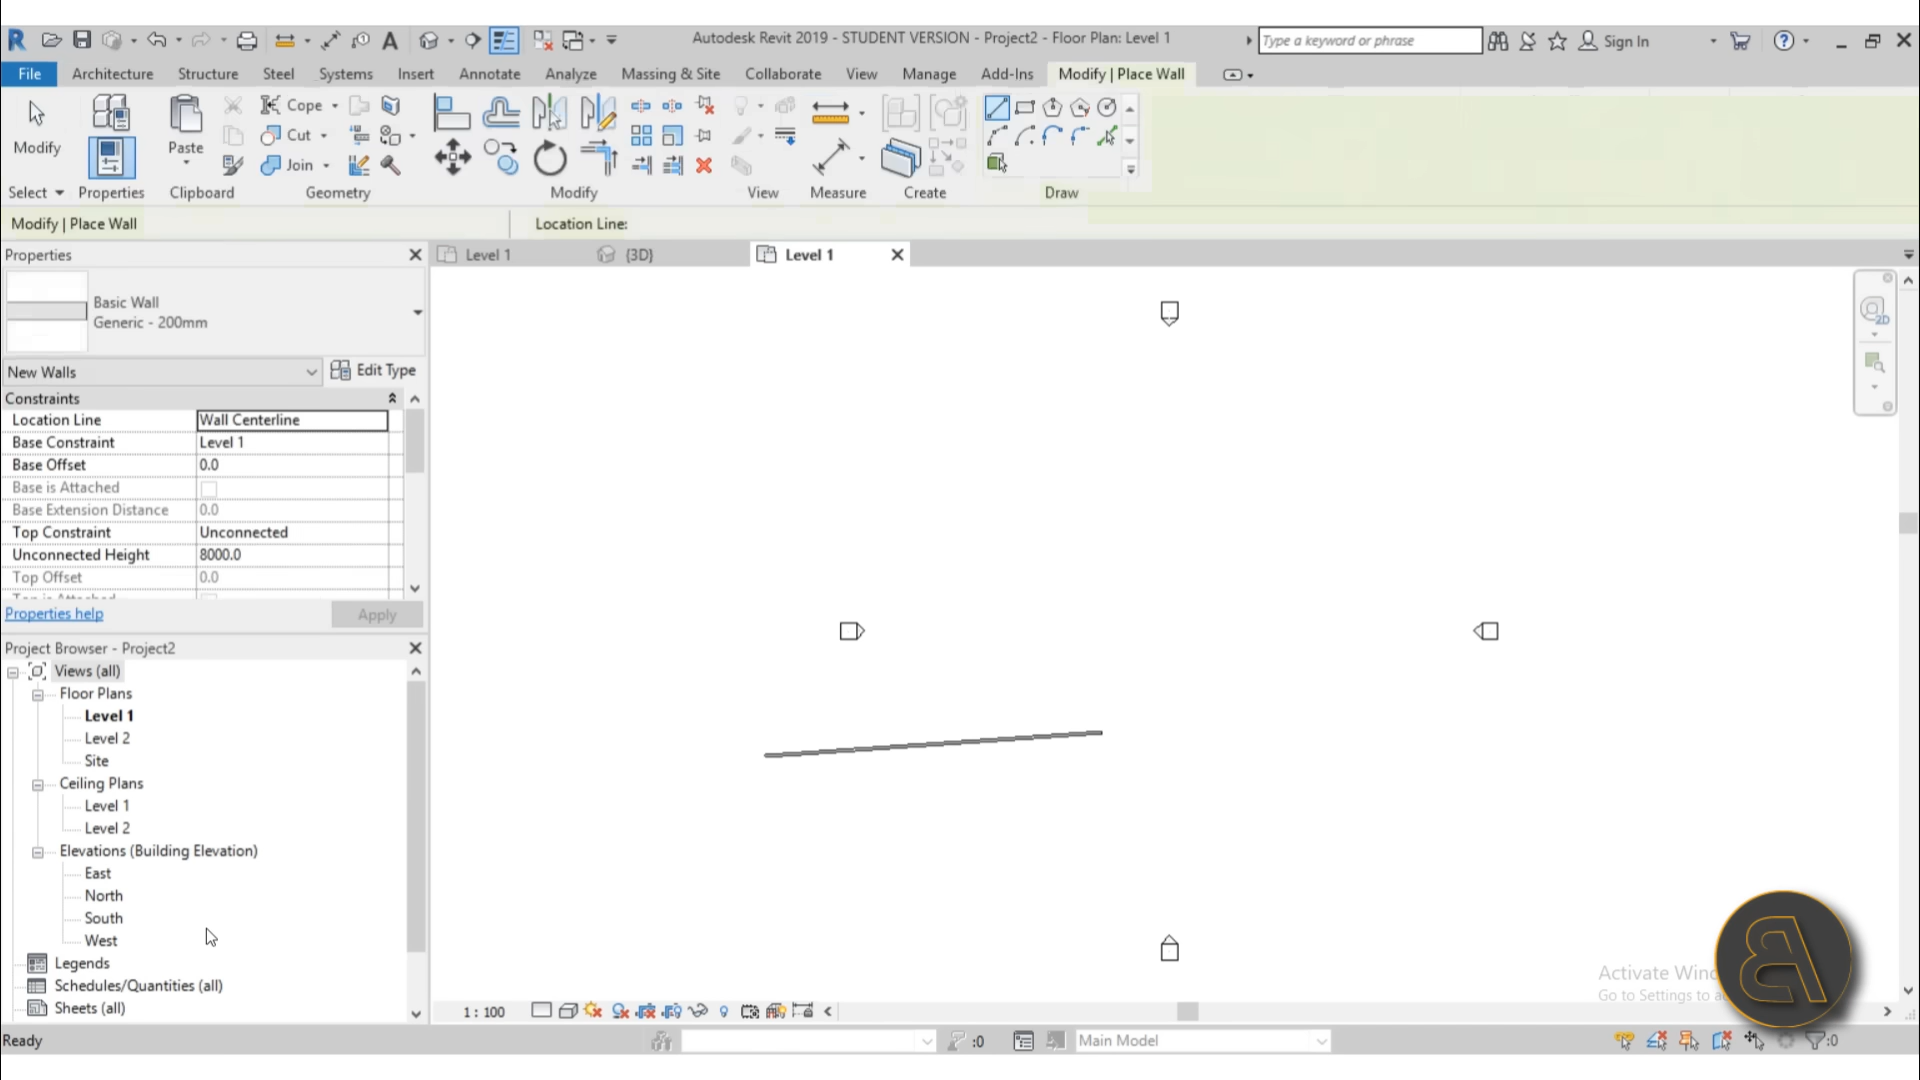 Autodesk Revit 2019 - STUDENT VERSION - Project2 - Floor Plan: Level 1
Type a keyword or phrase
Sign In
File Architecture Structure Steel Systems Insert Annotate Analyze Massing & Site Collaborate View Manage Add-Ins Modify | Place Wall
Modify
Paste
Cope
Cut
Join
Select Properties Clipboard Geometry Modify View Measure Create Draw
Modify | Place Wall Location Line:
Properties
Level 1 {3D} Level 1
Basic Wall
Generic - 200mm
New Walls Edit Type
Constraints
Location Line Wall Centerline
Base Constraint Level 1
Base Offset 0.0
Base is Attached
Base Extension Distance 0.0
Top Constraint Unconnected
Unconnected Height 8000.0
Top Offset 0.0
Properties help Apply
Project Browser - Project2
Views (all)
Floor Plans
Level 1
Level 2
Site
Ceiling Plans
Level 1
Level 2
Elevations (Building Elevation)
East
North
South
West
Legends
Schedules/Quantities (all)
Sheets (all)
Activate
Go to Settings to
1 : 100
Ready :0 Main Model :0